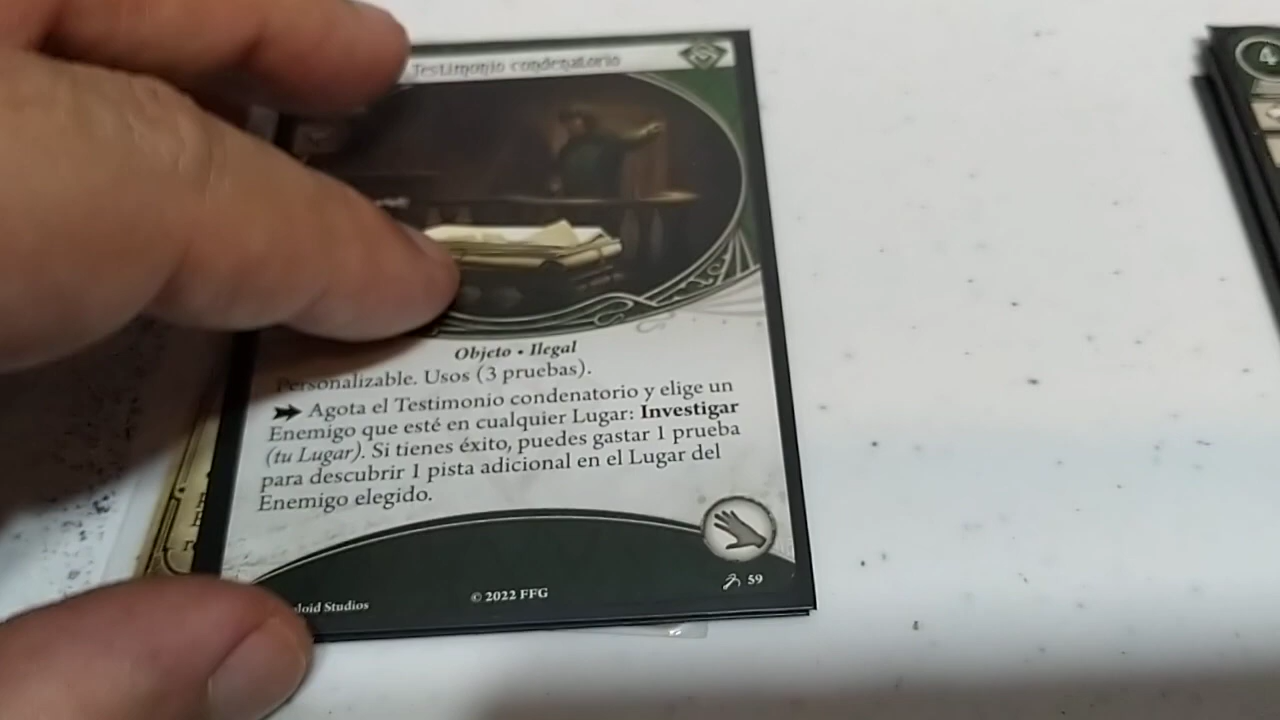 Testimonio condenatorio
4
Objeto • Ilegal
Personalizable. Usos (3 pruebas).
Agota el Testimonio condenatorio y elige un
Enemigo que esté en cualquier Lugar: Investigar
(tu Lugar). Si tienes éxito, puedes gastar 1 prueba
para descubrir 1 pista adicional en el Lugar del
Enemigo elegido.
59
© 2022 FFG
Studios